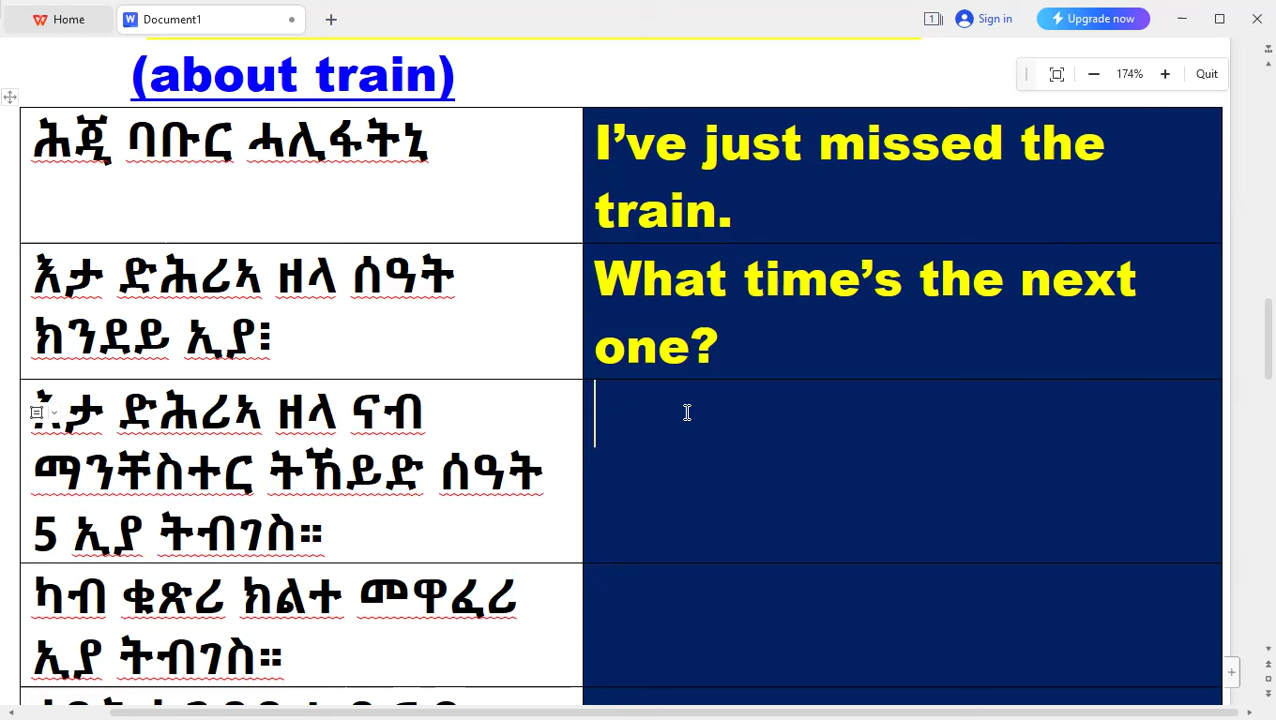 Home
Document1
1
Sign in
Upgrade now
(about train)
174%
Quit
ሕጂ ባቡር ሓሊፋትኒ
I’ve just missed the
train.
እታ ድሕሪኣ ዘላ ሰዓት
ክንደይ ኢያ፧
What time’s the next
one?
እታ ድሕሪኣ ዘላ ናብ
ማንቸስተር ትኸይድ ሰዓት
5 ኢያ ትብገስ።
ካብ ቁጽሪ ክልተ መዋፈሪ
ኢያ ትብገስ።